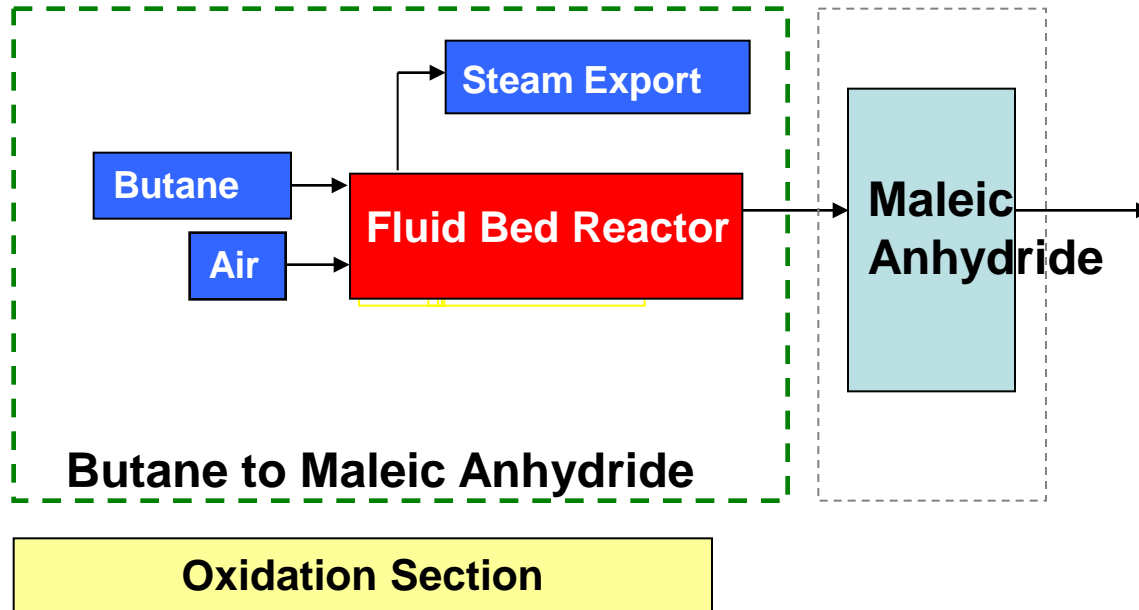 Steam Export
Butane
Fluid Bed Reactor
Air
Maleic
Anhydride
Butane to Maleic Anhydride
Oxidation Section